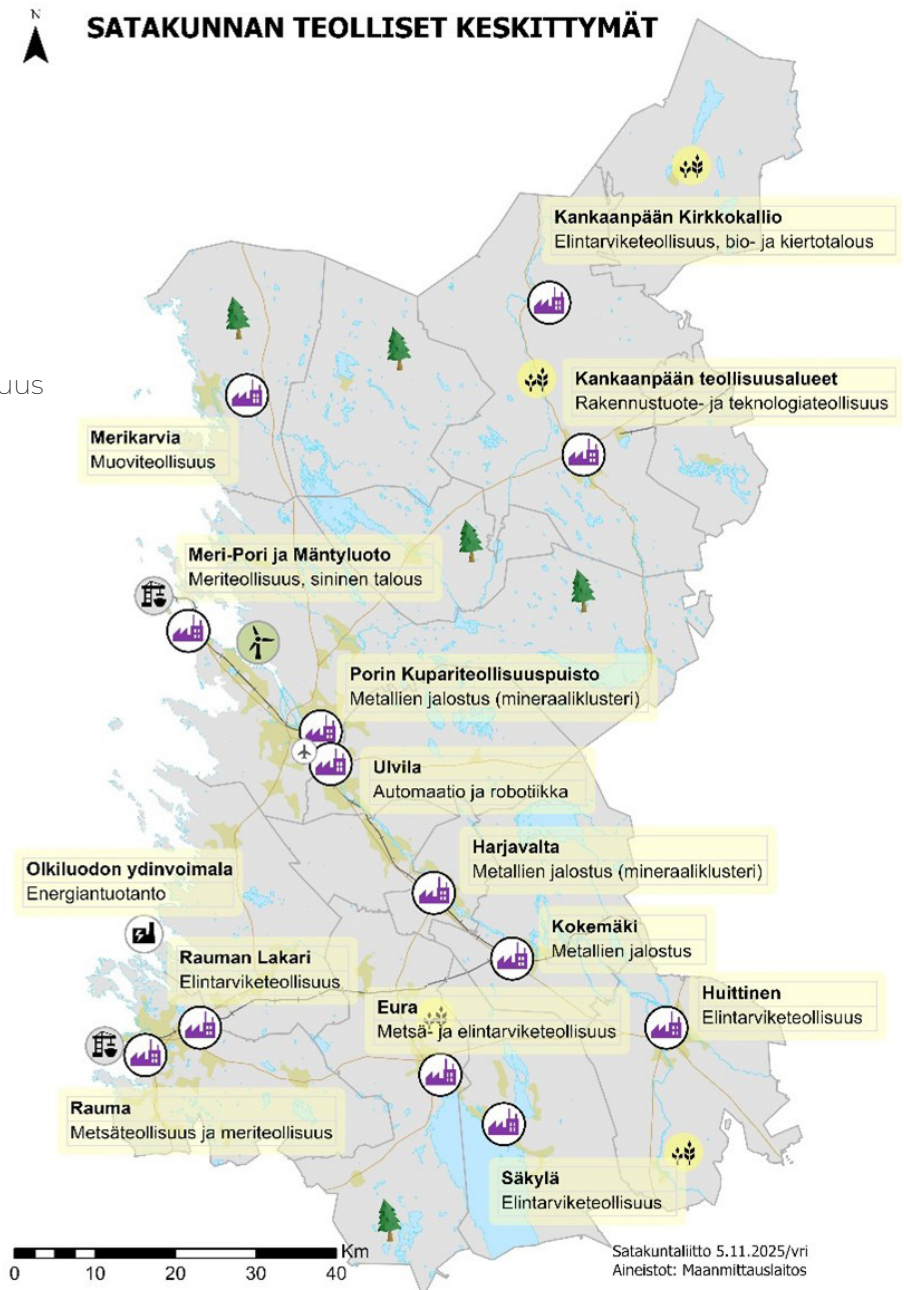 N
SATAKUNNAN TEOLLISET KESKITTYMÄT
Kankaanpään Kirkkokallio
Elintarviketeollisuus, bio- ja kiertotalous
uus
Kankaanpään teollisuusalueet
Rakennustuote- ja teknologiateollisuus
Merikarvia
Muoviteollisuus
Meri-Pori ja Mäntyluoto
Meriteollisuus, sininen talous
Porin Kupariteollisuuspuisto
Metallien jalostus (mineraaliklusteri)
Ulvila
Automaatio ja robotiikka
Harjavalta
Metallien jalostus (mineraaliklusteri)
Olkiluodon ydinvoimala
Energiantuotanto
Kokemäki
Metallien jalostus
Rauman Lakari
Elintarviketeollisuus
Eura
Metsä- ja elintarviketeollisuus
Huittinen
Elintarviketeollisuus
Rauma
Metsäteollisuus ja meriteollisuus
Säkylä
Elintarviketeollisuus
Km
0 10 20 40
Satakuntaliitto 5.11.2025/vri
Aineistot: Maanmittauslaitos